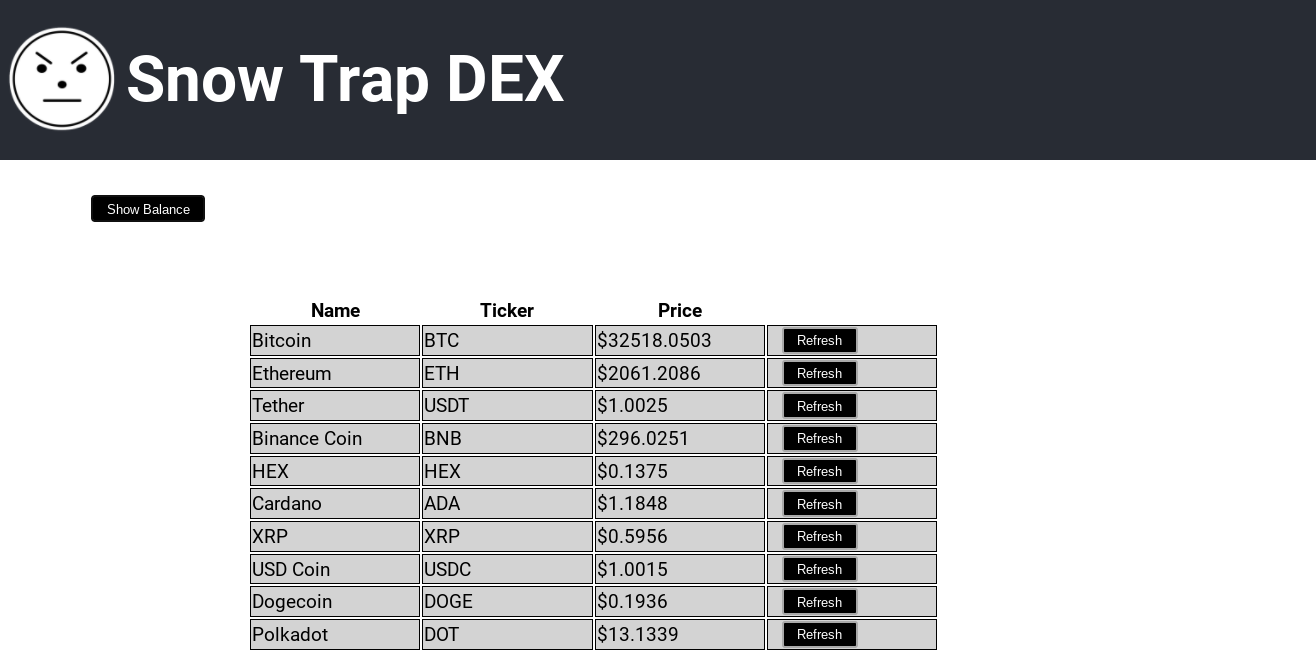 Snow Trap DEX
Show Balance
Name Ticker Price
Bitcoin BTC $32518.0503 Refresh
Ethereum ETH $2061.2086 Refresh
Tether USDT $1.0025 Refresh
Binance Coin BNB $296.0251 Refresh
HEX HEX $0.1375 Refresh
Cardano ADA $1.1848 Refresh
XRP XRP $0.5956 Refresh
USD Coin USDC $1.0015 Refresh
Dogecoin DOGE $0.1936 Refresh
Polkadot DOT $13.1339 Refresh